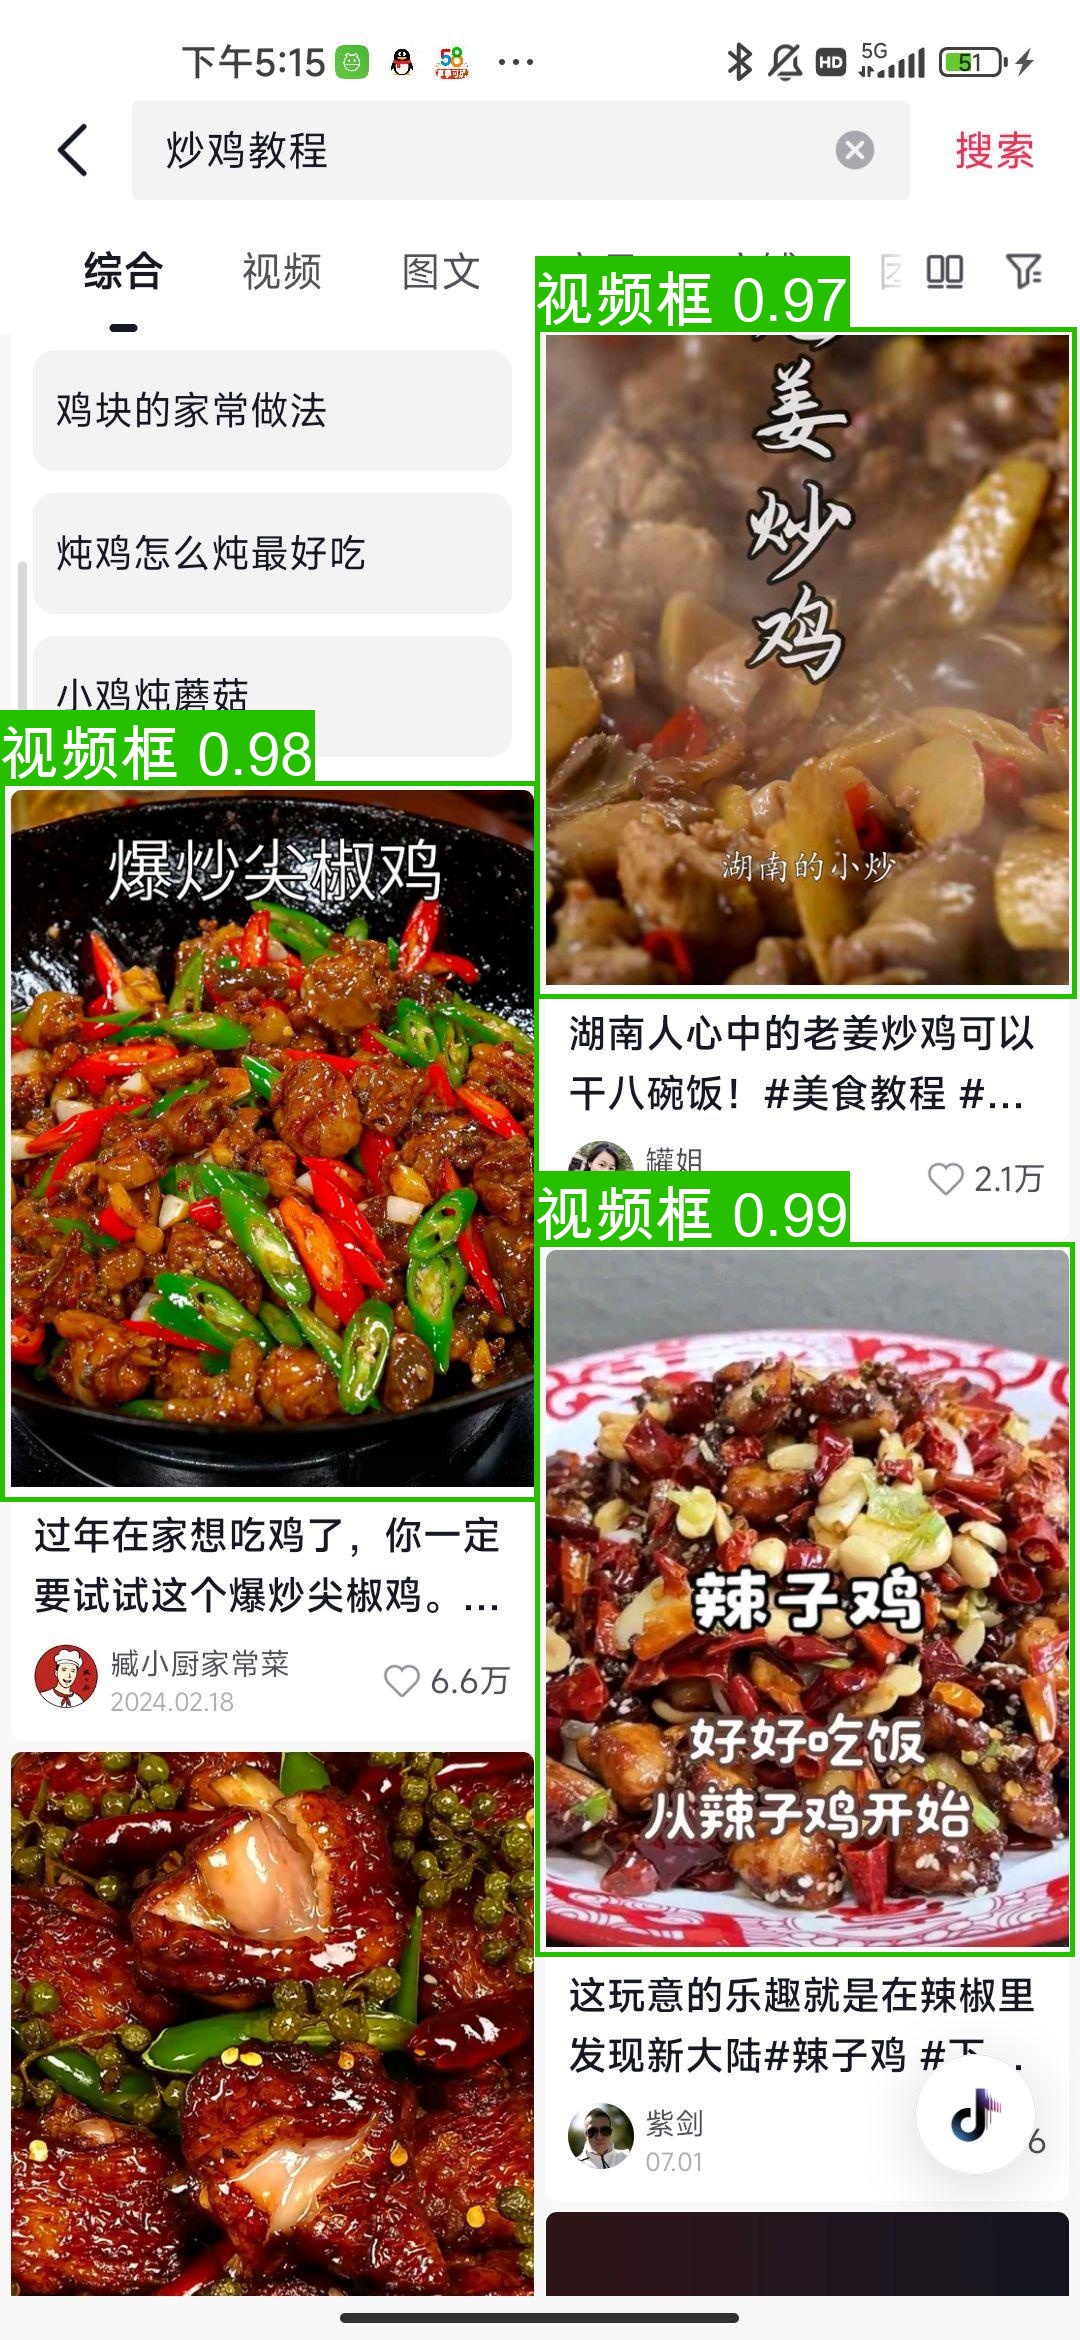 下午5:15
58
...
HD
5G
51
炒鸡教程
搜索
综合
视频
图文
视频框 0.97
鸡块的家常做法
炖鸡怎么炖最好吃
小鸡炖蘑菇
姜炒鸡
湖南的小炒
视频框 0.98
爆炒尖椒鸡
湖南人心中的老姜炒鸡可以
干八碗饭！#美食教程 #...
罐姐
2.1万
视频框 0.99
辣子鸡
好好吃饭
从辣子鸡开始
过年在家想吃鸡了，你一定
要试试这个爆炒尖椒鸡。...
臧小厨家常菜
2024.02.18
6.6万
这玩意的乐趣就是在辣椒里
发现新大陆#辣子鸡 #下
紫剑
07.01
6